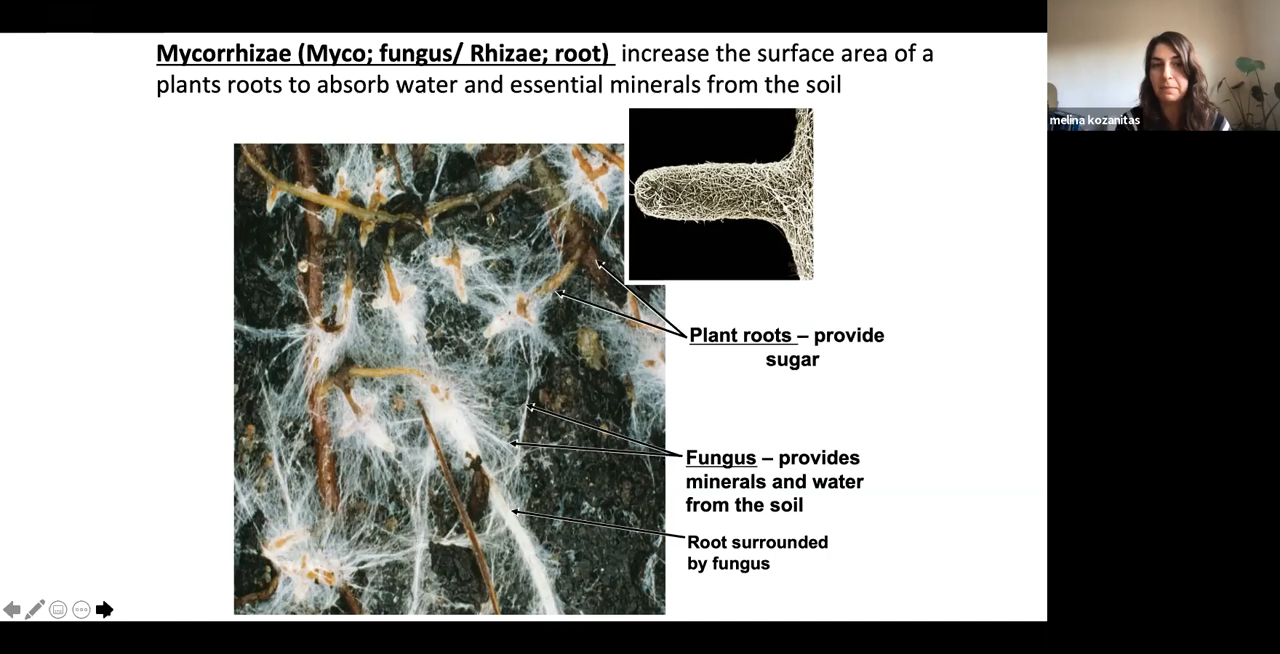 Mycorrhizae (Myco; fungus/ Rhizae; root) increase the surface area of a
plants roots to absorb water and essential minerals from the soil
melina kozanitas
Plant roots – provide
sugar
Fungus – provides
minerals and water
from the soil
Root surrounded
by fungus